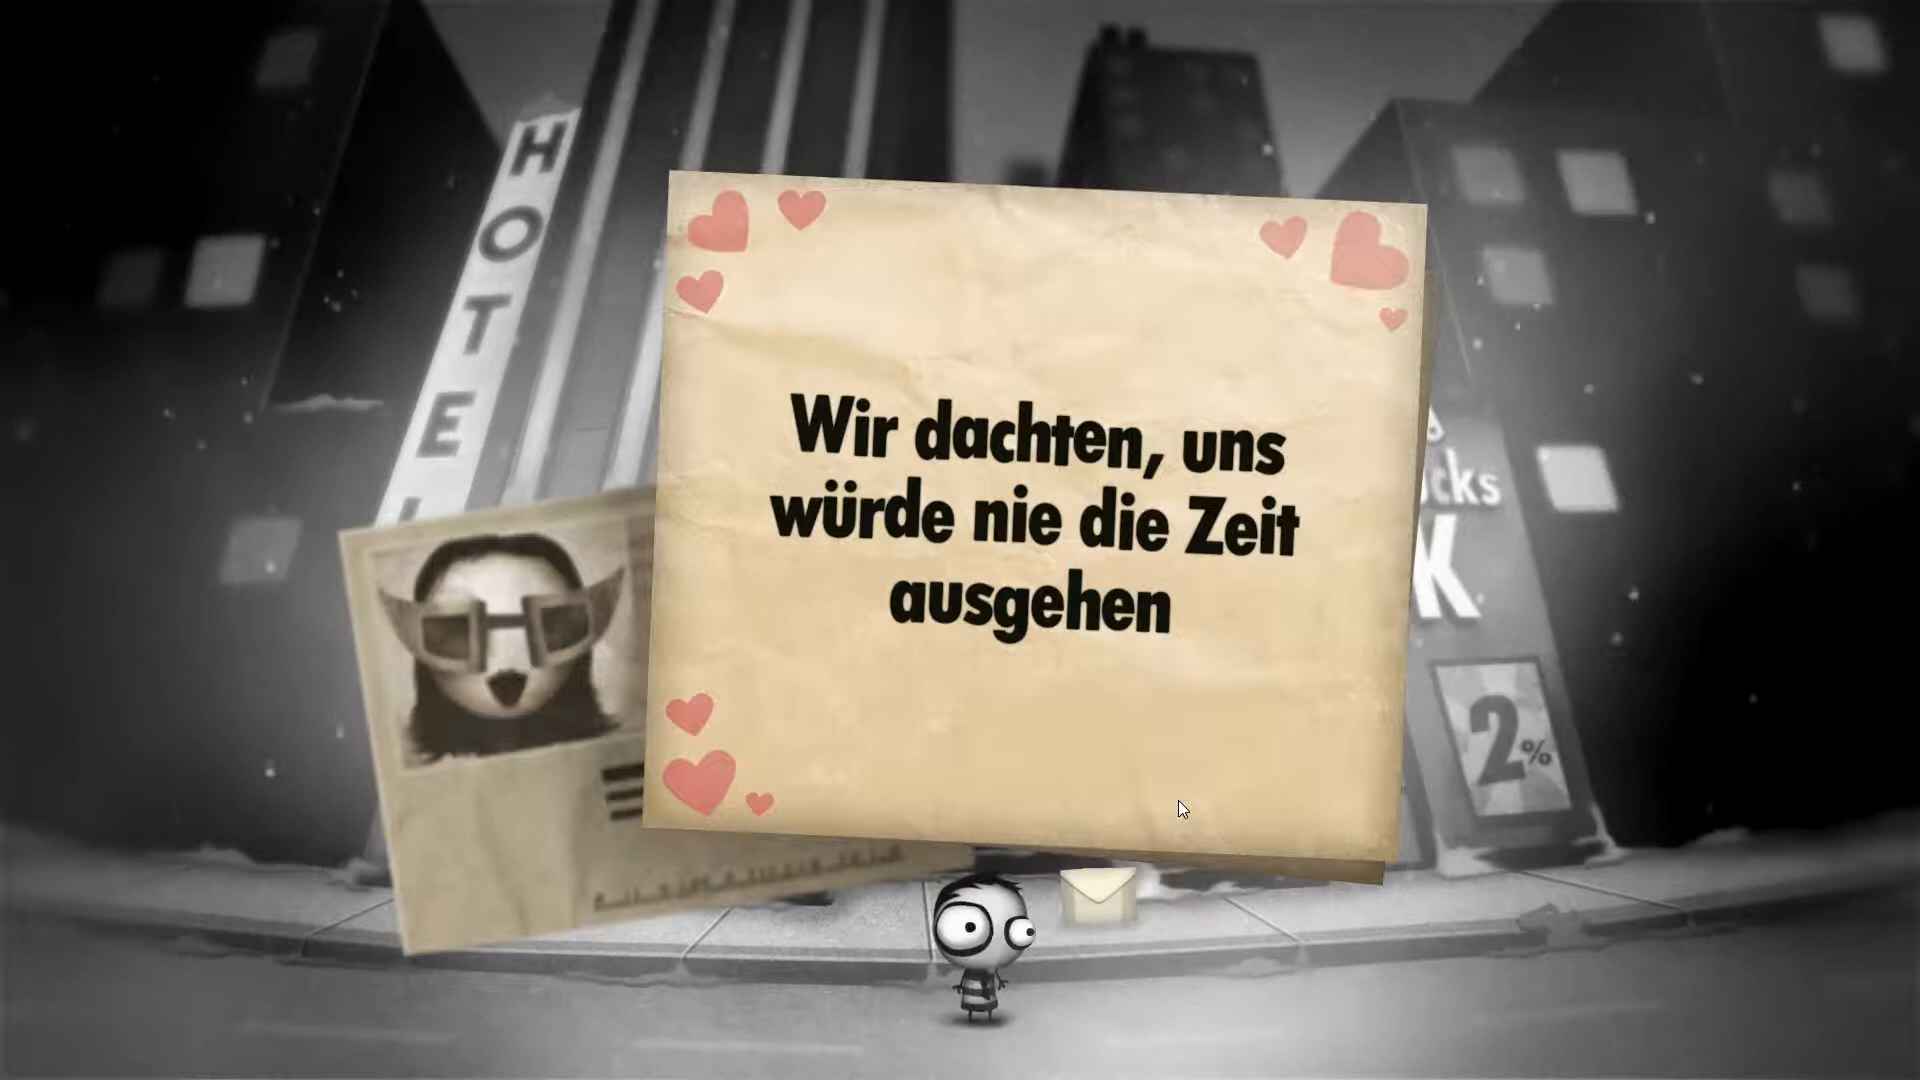 HOTEL
Wir dachten, uns
würde nie die Zeit
ausgehen
cks
K
2%